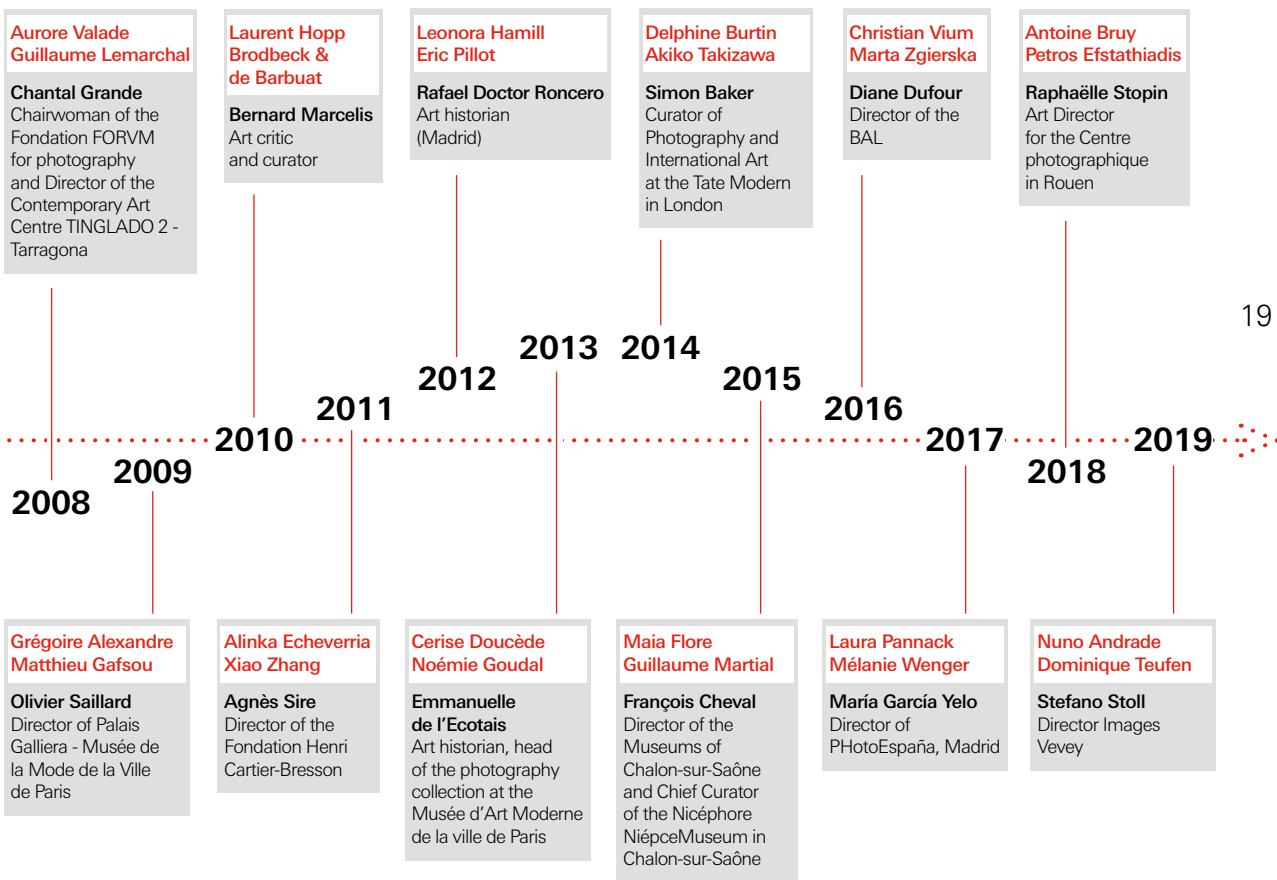 Aurore Valade
Guillaume Lemarchal
Chantal Grande
Chairwoman of the
Fondation FORVM
for photography
and Director of the
Contemporary Art
Centre TINGLADO 2 -
Tarragona
Laurent Hopp
Brodbeck &
de Barbuat
Bernard Marcelis
Art critic
and curator
Leonora Hamill
Eric Pillot
Rafael Doctor Roncero
Art historian
(Madrid)
Delphine Burtin
Akiko Takizawa
Simon Baker
Curator of
Photography and
International Art
at the Tate Modern
in London
Christian Vium
Marta Zgierska
Diane Dufour
Director of the
BAL
Antoine Bruy
Petros Efstathiadis
Raphaëlle Stopin
Art Director
for the Centre
photographique
in Rouen
19
2008
2009
2010
2011
2012
2013
2014
2015
2016
2017
2018
2019
Grégoire Alexandre
Matthieu Gafsou
Olivier Saillard
Director of Palais
Galliera - Musée de
la Mode de la Ville
de Paris
Alinka Echeverria
Xiao Zhang
Agnès Sire
Director of the
Fondation Henri
Cartier-Bresson
Cerise Doucède
Noémie Goudal
Emmanuelle
de l’Ecotais
Art historian, head
of the photography
collection at the
Musée d’Art Moderne
de la ville de Paris
Maia Flore
Guillaume Martial
François Cheval
Director of the
Museums of
Chalon-sur-Saône
and Chief Curator
of the Nicéphore
NiépceMuseum in
Chalon-sur-Saône
Laura Pannack
Mélanie Wenger
María García Yelo
Director of
PHotoEspaña, Madrid
Nuno Andrade
Dominique Teufen
Stefano Stoll
Director Images
Vevey